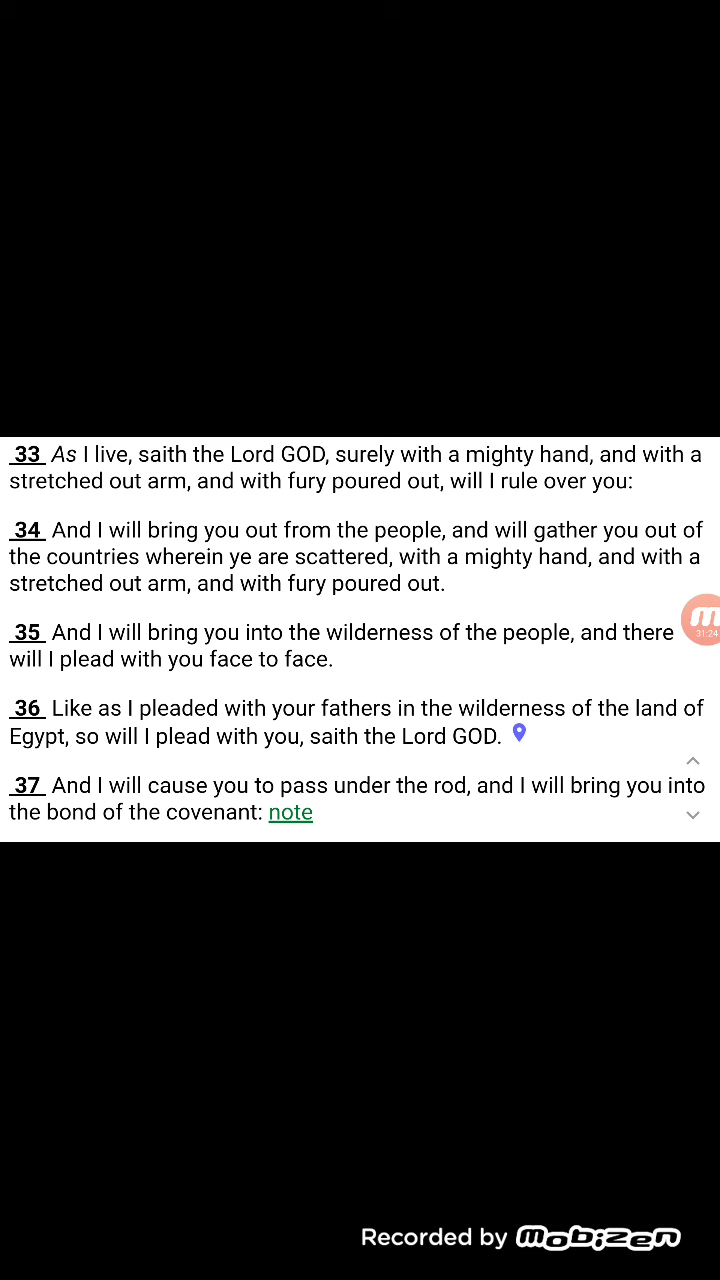 33 As I live, saith the Lord GOD, surely with a mighty hand, and with a
stretched out arm, and with fury poured out, will I rule over you:
34 And I will bring you out from the people, and will gather you out of
the countries wherein ye are scattered, with a mighty hand, and with a
stretched out arm, and with fury poured out.
35 And I will bring you into the wilderness of the people, and there
will I plead with you face to face.
m
31:24
36 Like as I pleaded with your fathers in the wilderness of the land of
Egypt, so will I plead with you, saith the Lord GOD.
37 And I will cause you to pass under the rod, and I will bring you into
the bond of the covenant: note
Recorded by mobizen